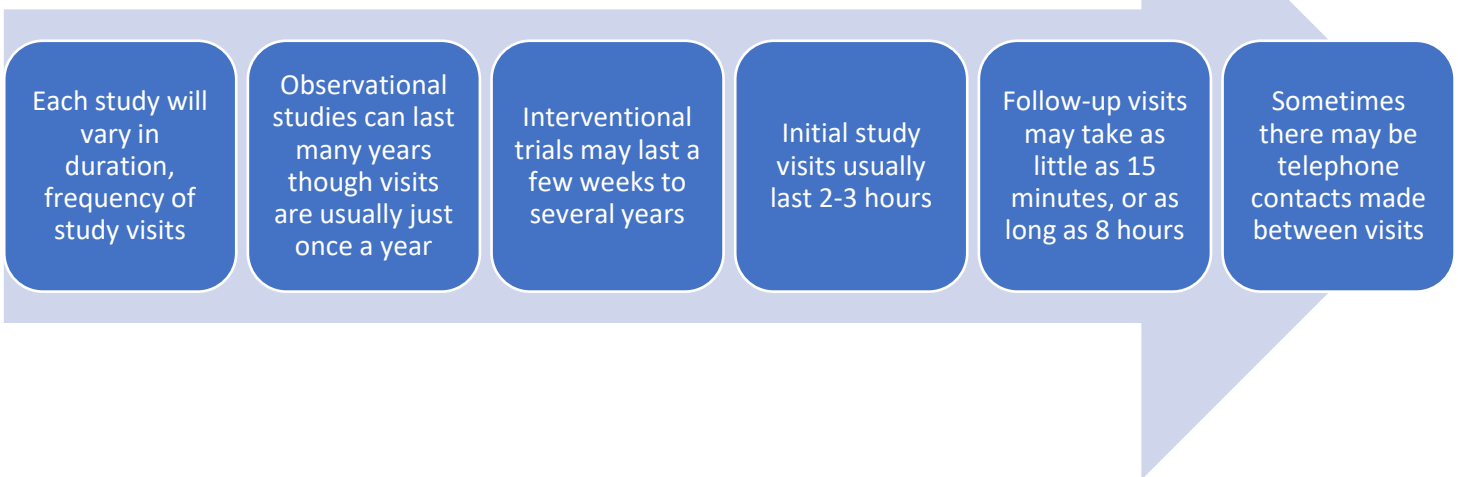 Each study will
vary in
duration,
frequency of
study visits
Observational
studies can last
many years
though visits
are usually just
once a year
Interventional
trials may last a
few weeks to
several years
Initial study
visits usually
last 2-3 hours
Follow-up visits
may take as
little as 15
minutes, or as
long as 8 hours
Sometimes
there may be
telephone
contacts made
between visits